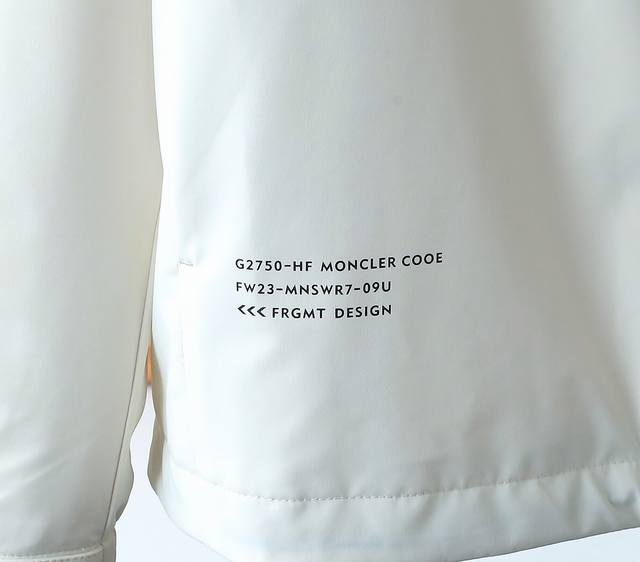 G2750-HF MONCLER COOE
FW23-MNSWR7-09U
<<< FRGMT DESIGN